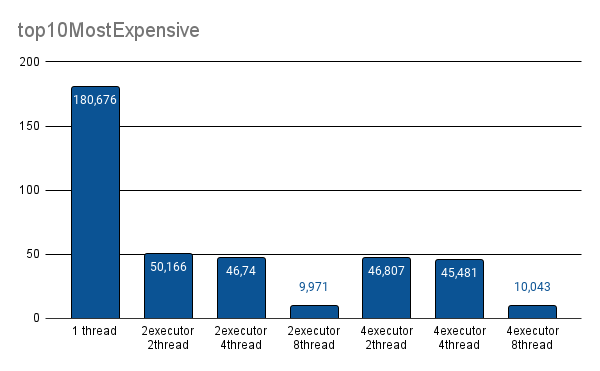 top10MostExpensive
200
150
100
50
0
180,676
50,166
46,74
9,971
46,807
45,481
10,043
1 thread
2executor
2thread
2executor
4thread
2executor
8thread
4executor
2thread
4executor
4thread
4executor
8thread